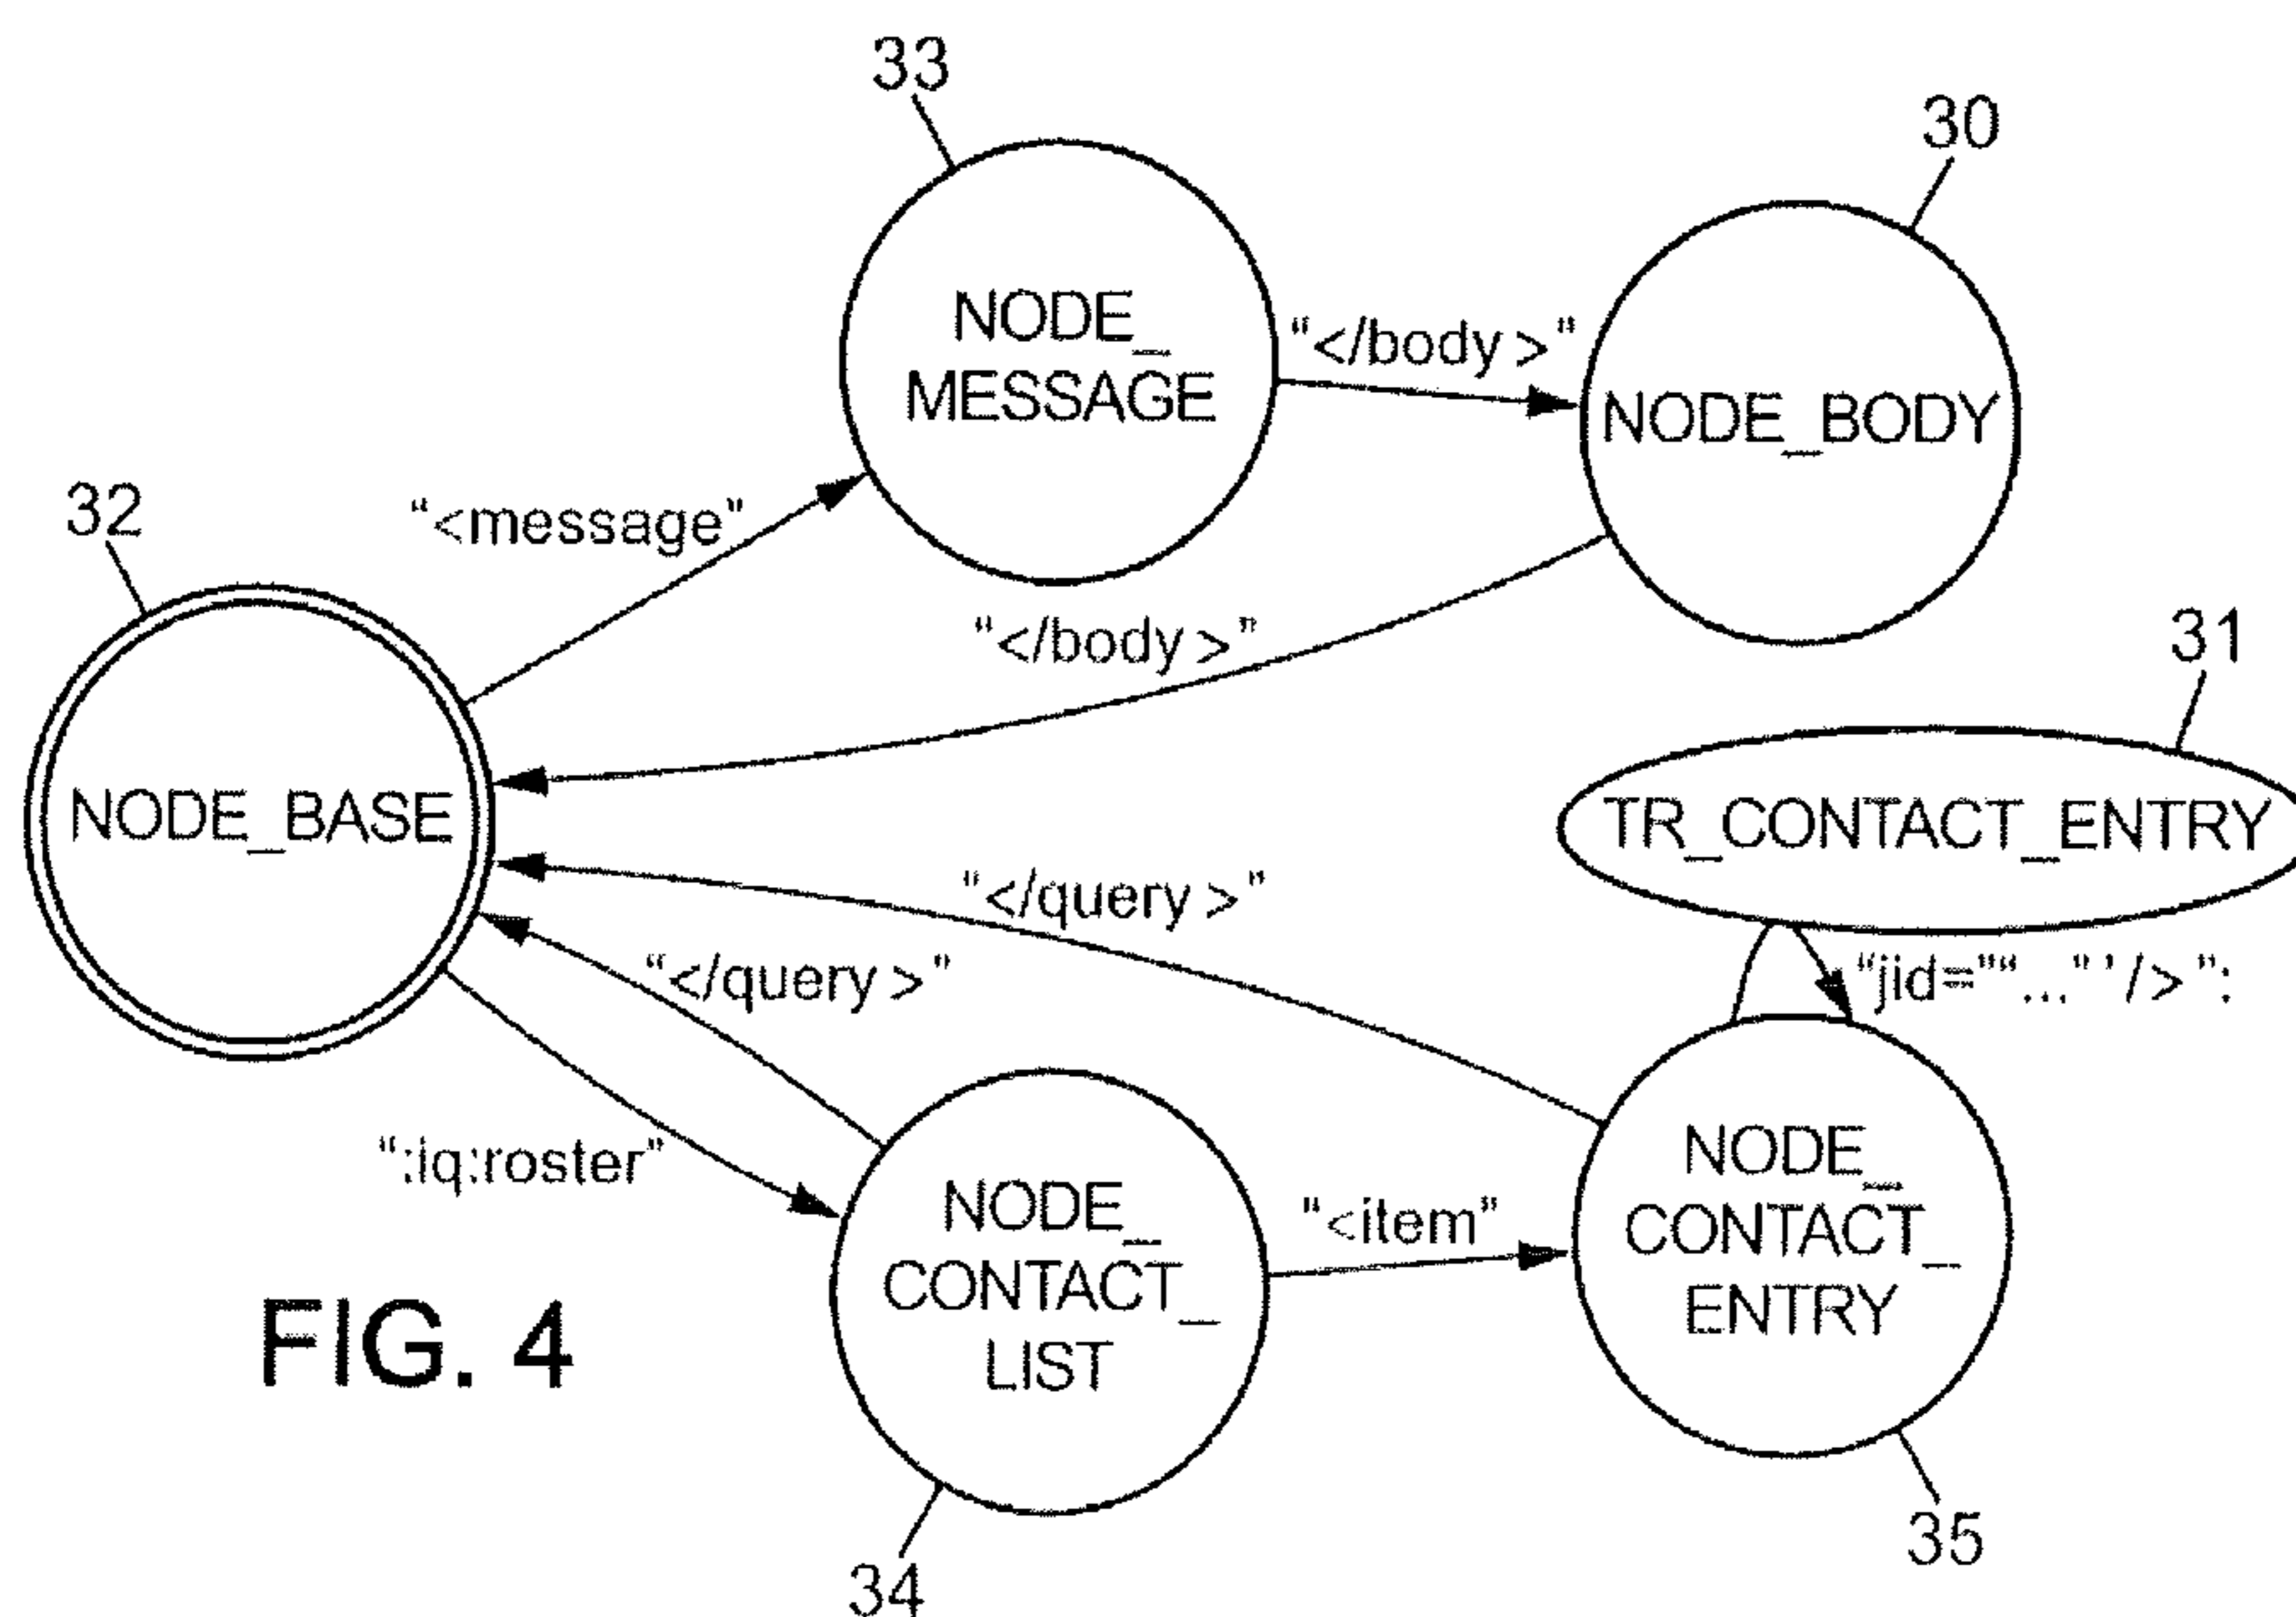 33
30
NODE_
MESSAGE
"</body >"
NODE_BODY
32
"<message"
"</body >"
31
NODE_BASE
TR_CONTACT_ENTRY
"</query >"
"</query >"
"jid=""..." ' /> ":
":iq:roster"
NODE_
CONTACT_
LIST
"<item"
NODE_
CONTACT_
ENTRY
FIG. 4
34
35